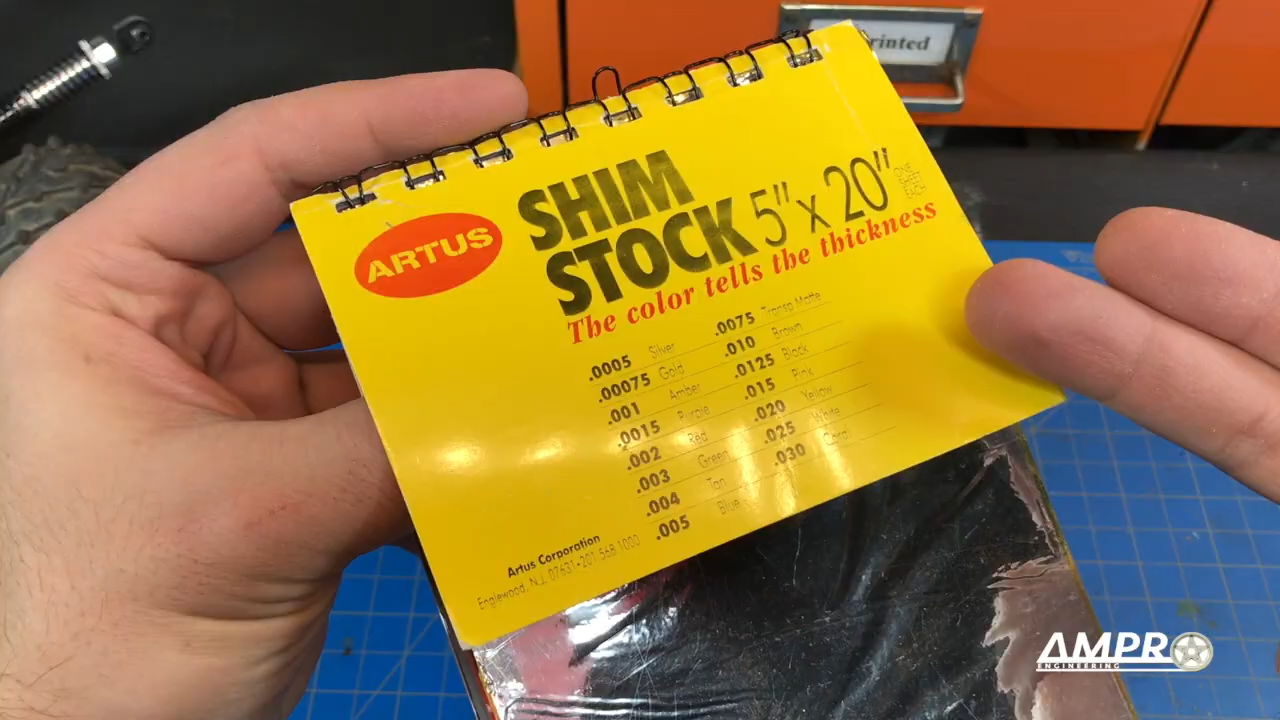 rinted
ARTUS
SHIM
STOCK 5" x 20" ONE SHEET EACH
The color tells the thickness
.0005 Silver
.00075 Gold
.001 Amber
.0015 Purple
.002 Red
.003 Green
.004 Tan
.005 Blue
.0075 Transp Matte
.010 Brown
.0125 Black
.015 Pink
.020 Yellow
.025 White
.030 Coral
Artus Corporation
Englewood, N.J. 07631•201 568 1000
AMPRO
ENGINEERING